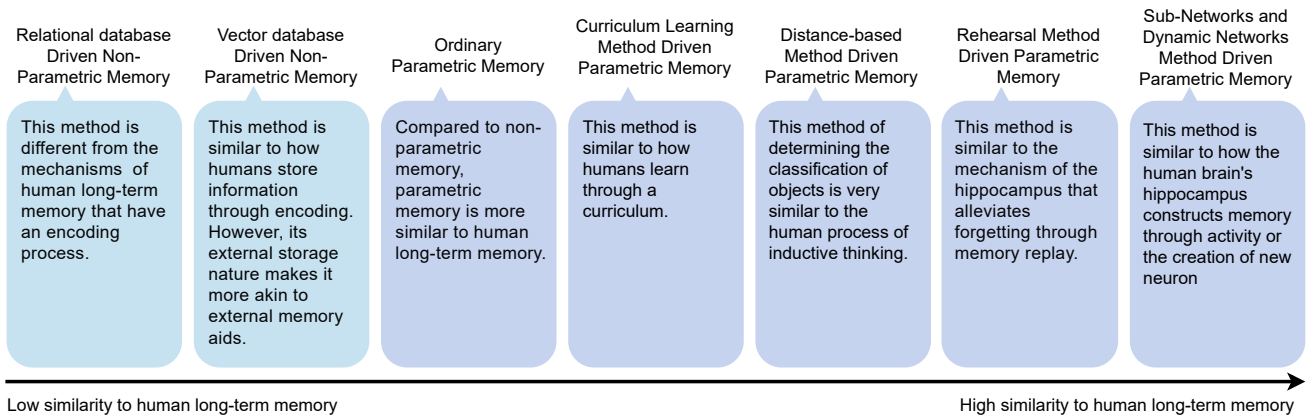 Relational database
Driven Non-
Parametric Memory
This method is
different from the
mechanisms of
human long-term
memory that have
an encoding
process.
Vector database
Driven Non-
Parametric Memory
This method is
similar to how
humans store
information
through encoding.
However, its
external storage
nature makes it
more akin to
external memory
aids.
Ordinary
Parametric Memory
Compared to non-
parametric
memory,
parametric
memory is more
similar to human
long-term memory.
Curriculum Learning
Method Driven
Parametric Memory
This method is
similar to how
humans learn
through a
curriculum.
Distance-based
Method Driven
Parametric Memory
This method of
determining the
classification of
objects is very
similar to the
human process of
inductive thinking.
Rehearsal Method
Driven Parametric
Memory
This method is
similar to the
mechanism of the
hippocampus that
alleviates
forgetting through
memory replay.
Sub-Networks and
Dynamic Networks
Method Driven
Parametric Memory
This method is
similar to how the
human brain's
hippocampus
constructs memory
through activity or
the creation of new
neuron
Low similarity to human long-term memory
High similarity to human long-term memory